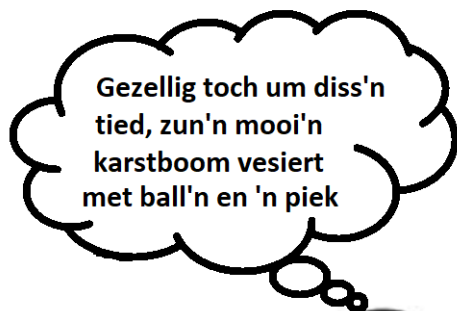 Gezellig toch um diss'n
tied, zun'n mooi'n
karstboom vesiert
met ball'n en 'n piek